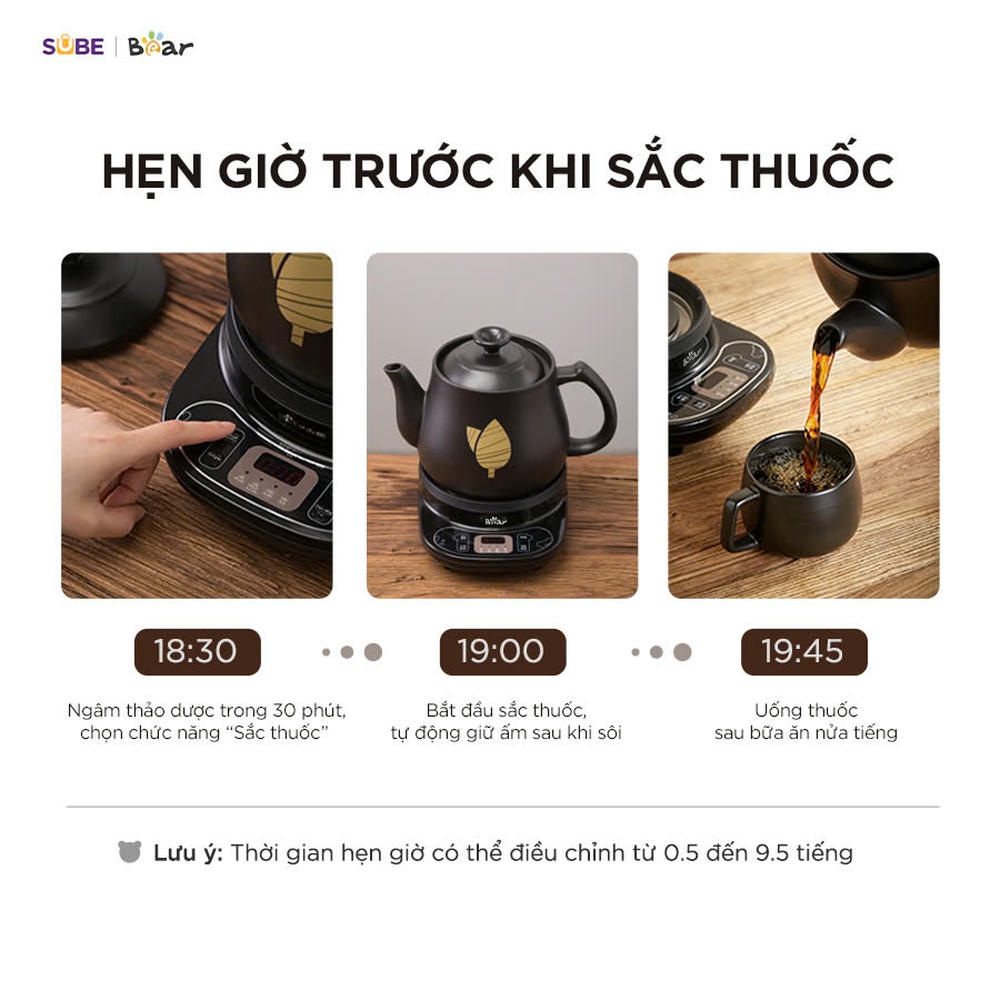 SUBE | Bear
HẸN GIỜ TRƯỚC KHI SẮC THUỐC
Bear
Bear
18:30
19:00
19:45
Ngâm thảo dược trong 30 phút,
chọn chức năng “Sắc thuốc”
Bắt đầu sắc thuốc,
tự động giữ ấm sau khi sôi
Uống thuốc
sau bữa ăn nửa tiếng
Lưu ý: Thời gian hẹn giờ có thể điều chỉnh từ 0.5 đến 9.5 tiếng